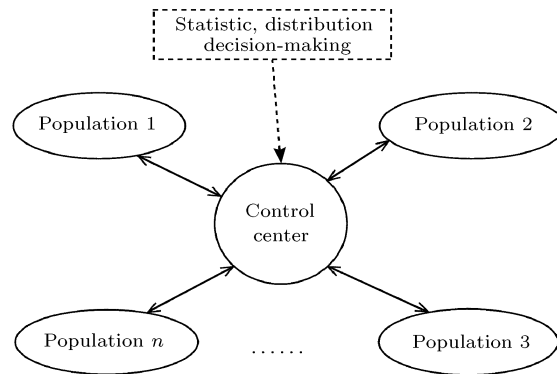 Statistic, distribution
decision-making
Population 1
Population 2
Control
center
Population n
......
Population 3